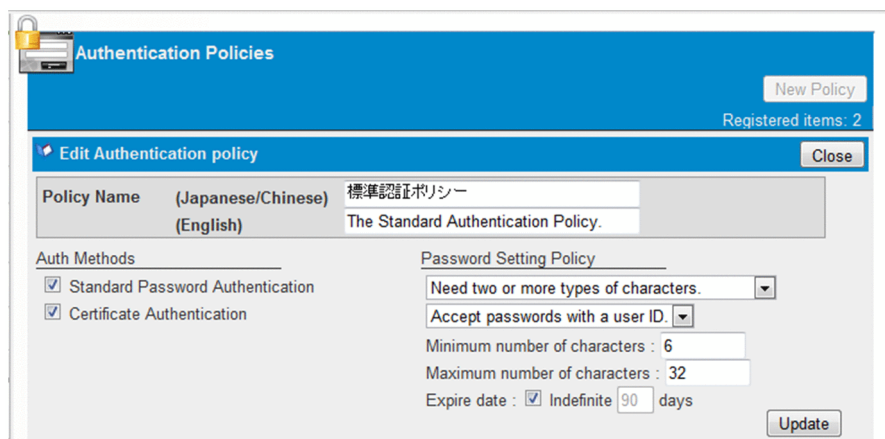 Authentication Policies
New Policy
Registered items: 2
Edit Authentication policy
Close
Policy Name (Japanese/Chinese) 標準認証ポリシー
(English) The Standard Authentication Policy.
Auth Methods
Standard Password Authentication
Certificate Authentication
Password Setting Policy
Need two or more types of characters.
Accept passwords with a user ID.
Minimum number of characters : 6
Maximum number of characters : 32
Expire date : Indefinite 90 days
Update